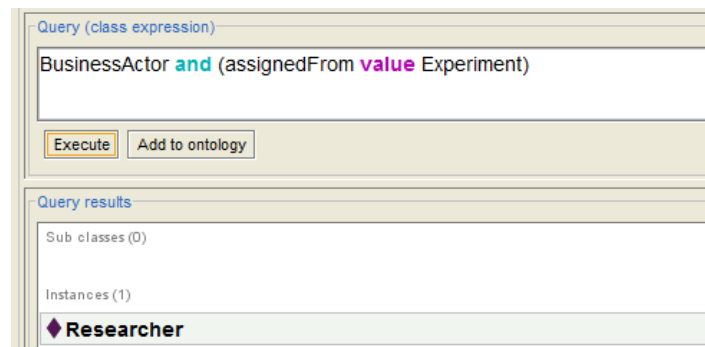 Query (class expression)
BusinessActor and (assignedFrom value Experiment)
Execute Add to ontology
Query results
Sub classes (0)
Instances (1)
Researcher